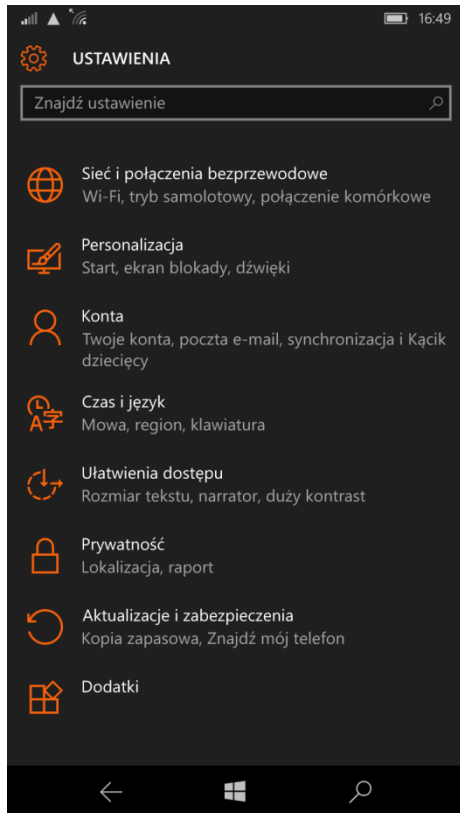 16:49
USTAWIENIA
Znajdź ustawienie
Sieć i połączenia bezprzewodowe
Wi-Fi, tryb samolotowy, połączenie komórkowe
Personalizacja
Start, ekran blokady, dźwięki
Konta
Twoje konta, poczta e-mail, synchronizacja i Kącik
dziecięcy
Czas i język
Mowa, region, klawiatura
Ułatwienia dostępu
Rozmiar tekstu, narrator, duży kontrast
Prywatność
Lokalizacja, raport
Aktualizacje i zabezpieczenia
Kopia zapasowa, Znajdź mój telefon
Dodatki